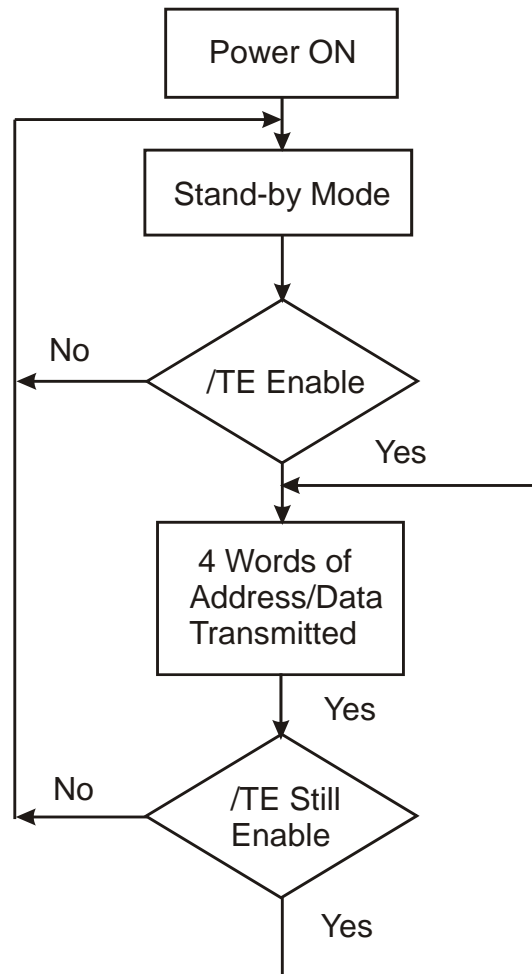 Power ON
Stand-by Mode
No
/TE Enable
Yes
4 Words of
Address/Data
Transmitted
Yes
No
/TE Still
Enable
Yes